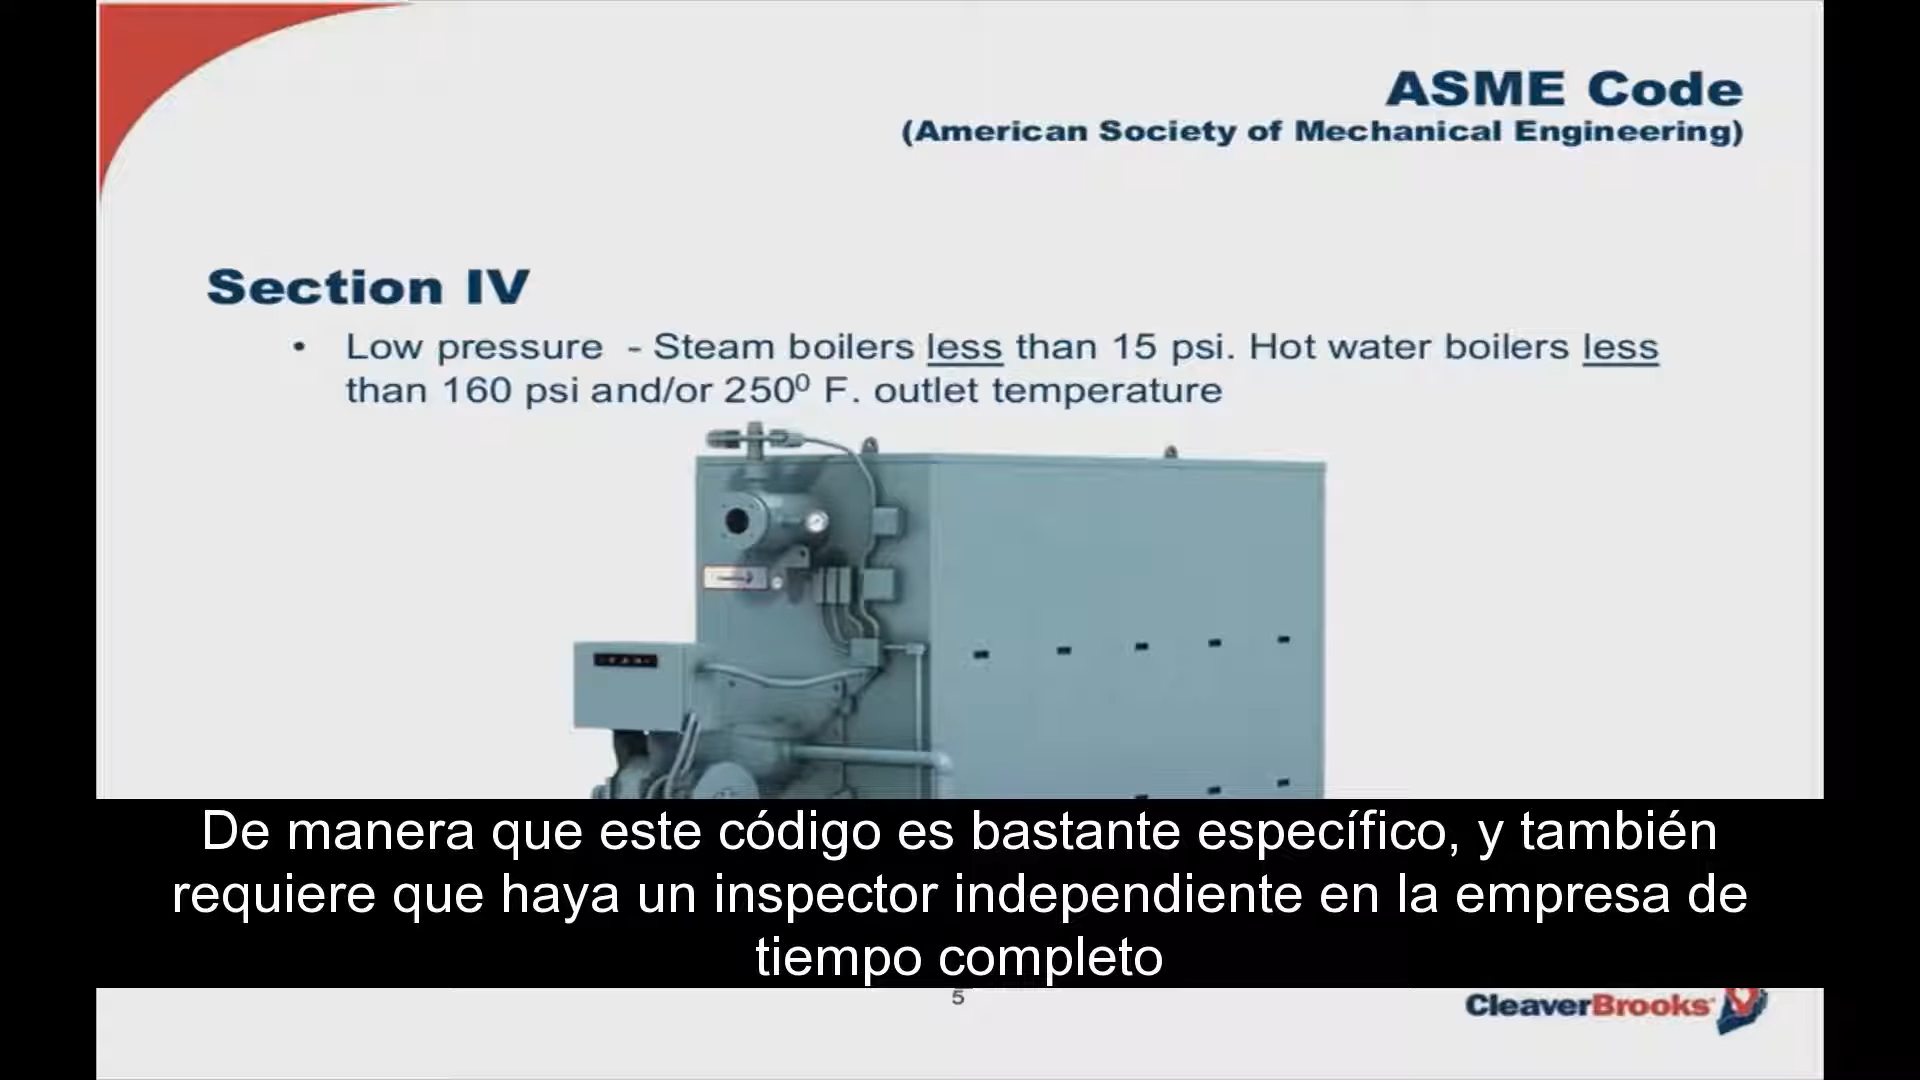 ASME Code
(American Society of Mechanical Engineering)
Section IV
• Low pressure - Steam boilers less than 15 psi. Hot water boilers less
than 160 psi and/or 250⁰ F. outlet temperature
De manera que este código es bastante específico, y también
requiere que haya un inspector independiente en la empresa de
tiempo completo
5
CleaverBrooks